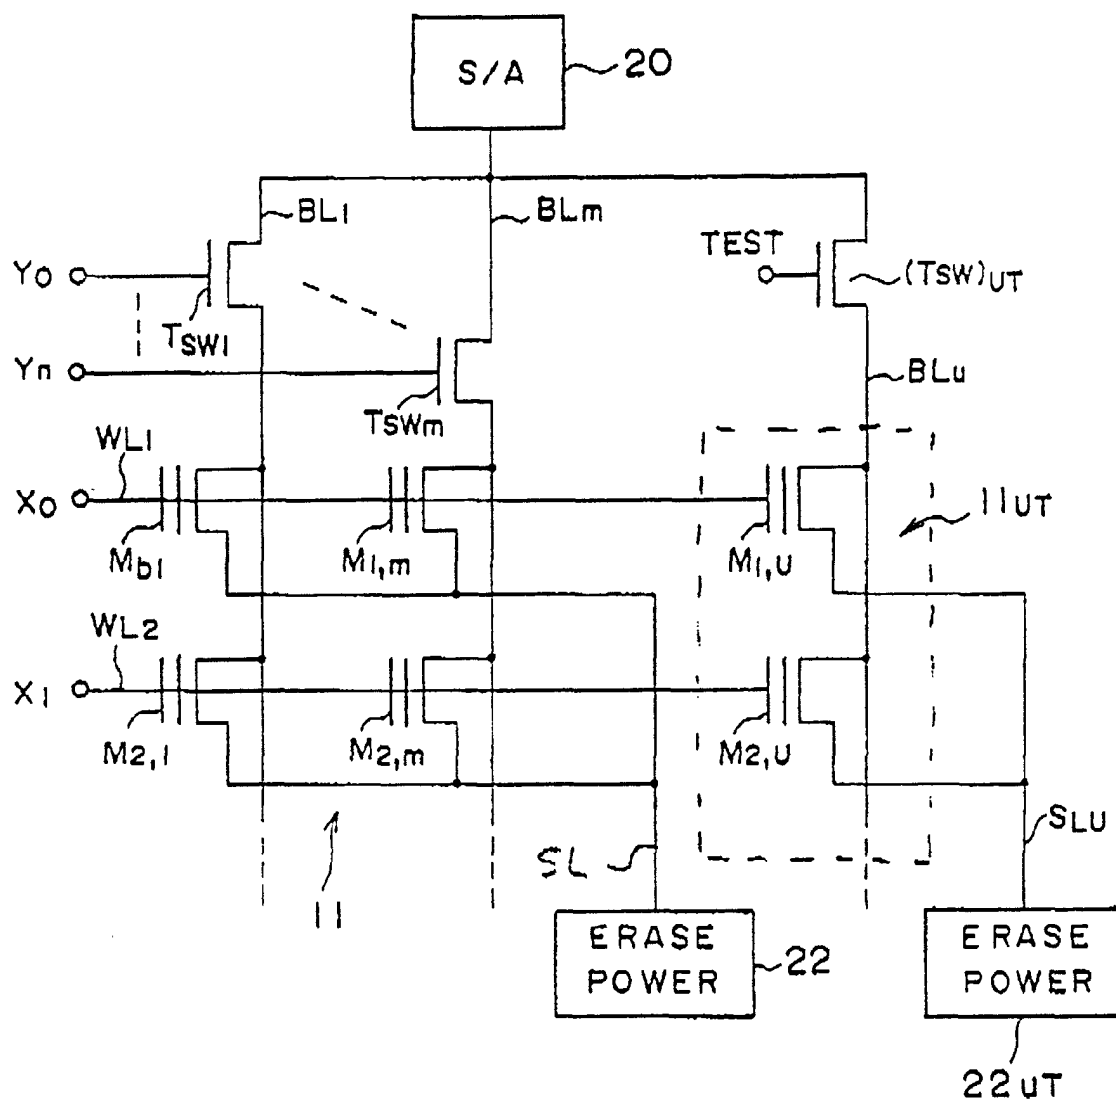 S/A
20
BL1
BLm
TEST
Y0
(TSW)UT
TSW1
Yn
BLu
TSWm
WL1
X0
11UT
Mb1
M1,m
M1,U
WL2
X1
M2,1
M2,m
M2,U
SL
SLU
11
ERASE
POWER
22
ERASE
POWER
22UT